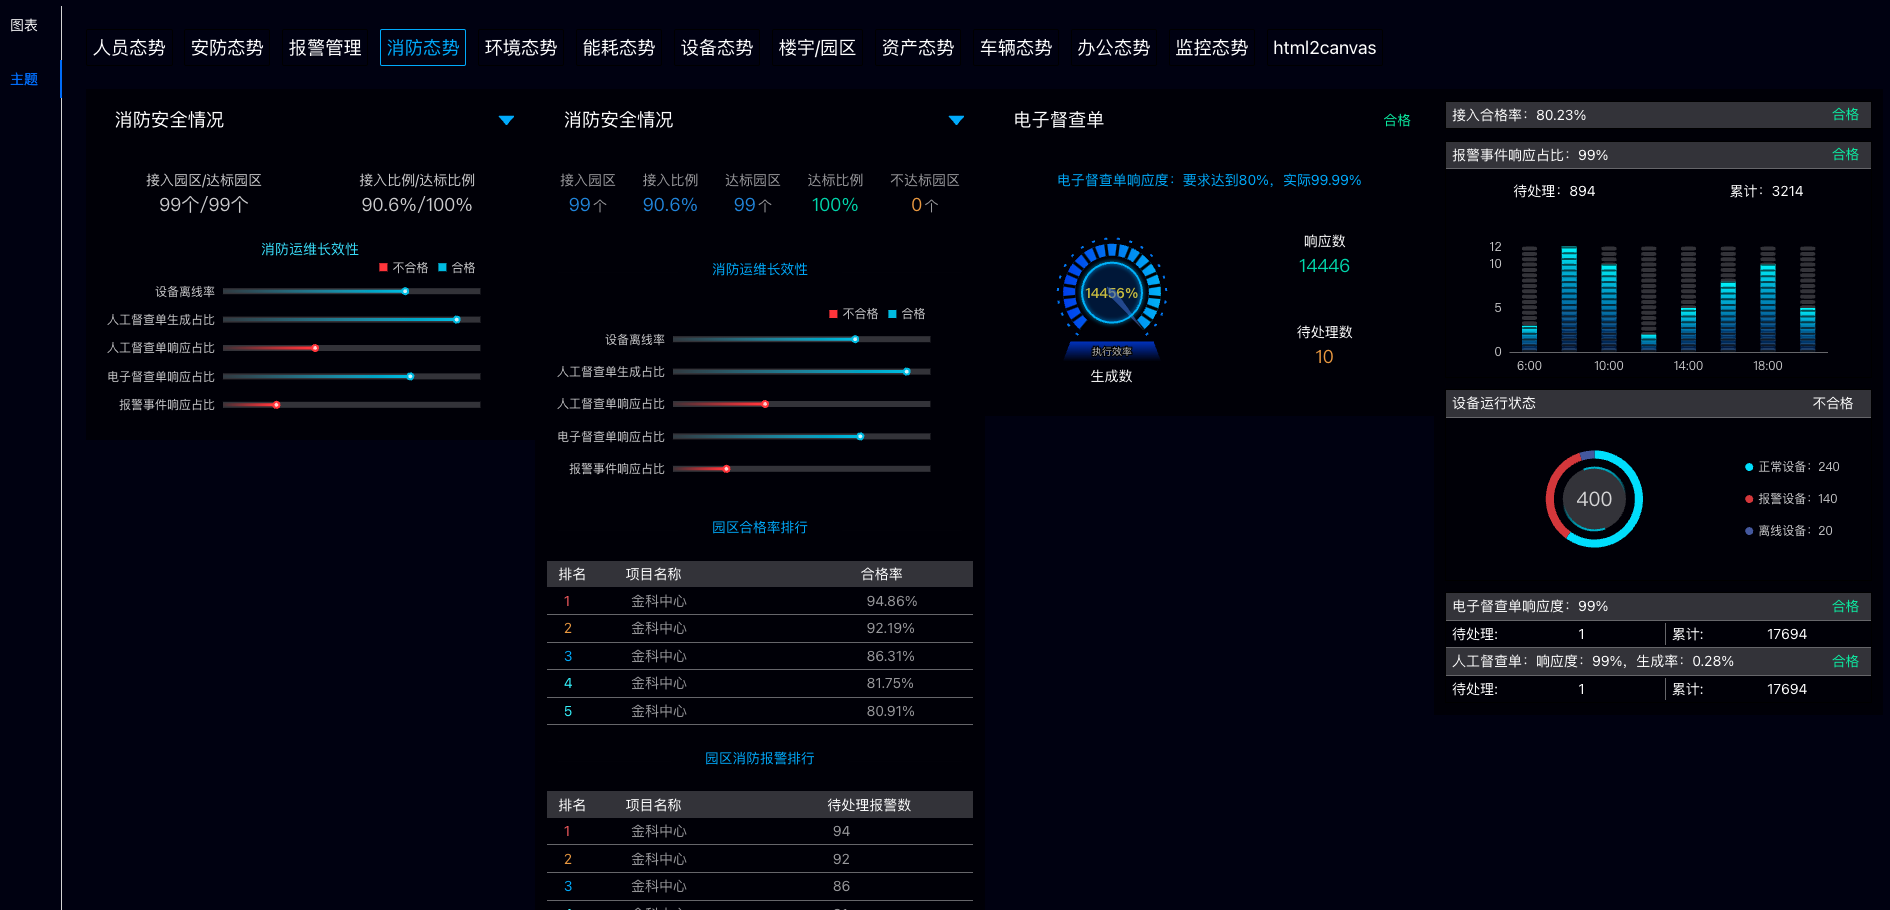 图表
主题
人员态势 安防态势 报警管理 消防态势 环境态势 能耗态势 设备态势 楼宇/园区 资产态势 车辆态势 办公态势 监控态势 html2canvas
消防安全情况
接入园区/达标园区 接入比例/达标比例
99个/99个 90.6%/100%
消防运维长效性
不合格 合格
设备离线率
人工督查单生成占比
人工督查单响应占比
电子督查单响应占比
报警事件响应占比
消防安全情况
接入园区 接入比例 达标园区 达标比例 不达标园区
99个 90.6% 99个 100% 0个
消防运维长效性
不合格 合格
设备离线率
人工督查单生成占比
人工督查单响应占比
电子督查单响应占比
报警事件响应占比
园区合格率排行
排名 项目名称 合格率
1 金科中心 94.86%
2 金科中心 92.19%
3 金科中心 86.31%
4 金科中心 81.75%
5 金科中心 80.91%
园区消防报警排行
排名 项目名称 待处理报警数
1 金科中心 94
2 金科中心 92
3 金科中心 86
电子督查单 合格
电子督查单响应度：要求达到80%，实际99.99%
14456%
执行效率
生成数
响应数
14446
待处理数
10
接入合格率：80.23% 合格
报警事件响应占比：99% 合格
待处理：894 累计：3214
12
10
5
0
6:00 10:00 14:00 18:00
设备运行状态 不合格
400
正常设备：240
报警设备：140
离线设备：20
电子督查单响应度：99% 合格
待处理: 1 累计: 17694
人工督查单：响应度：99%，生成率：0.28% 合格
待处理: 1 累计: 17694